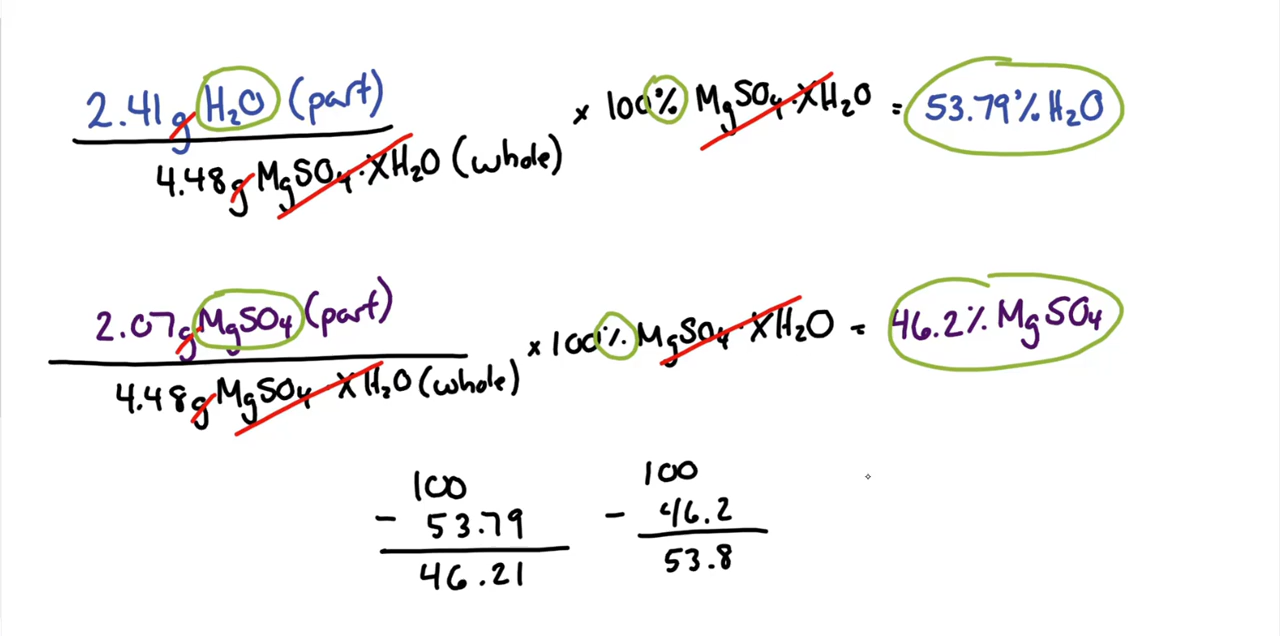 2.41g H₂O (part)
4.48g MgSO₄·XH₂O (whole)
× 100% MgSO₄·XH₂O = 53.79% H₂O
2.07g MgSO₄ (part)
4.48g MgSO₄·XH₂O (whole)
× 100% MgSO₄·XH₂O = 46.2% MgSO₄
100
- 53.79
46.21
100
- 46.2
53.8